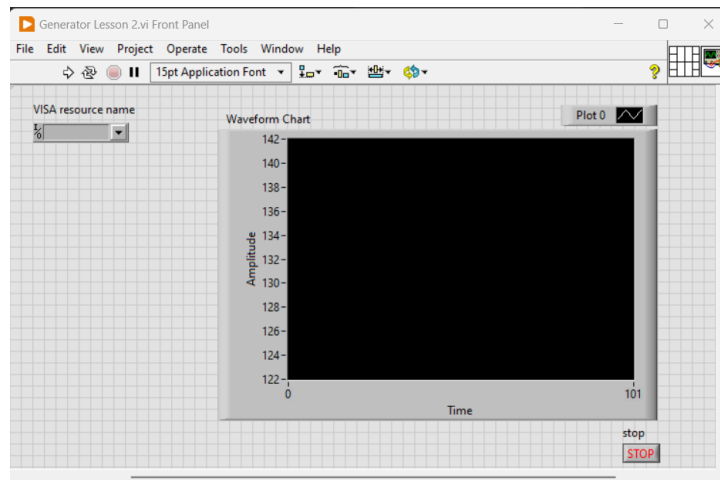 Generator Lesson 2.vi Front Panel
File Edit View Project Operate Tools Window Help
15pt Application Font
?
VISA resource name
I/O
Waveform Chart
Plot 0
142
140
138
136
134
132
130
128
126
124
122
Amplitude
0 101
Time
stop
STOP